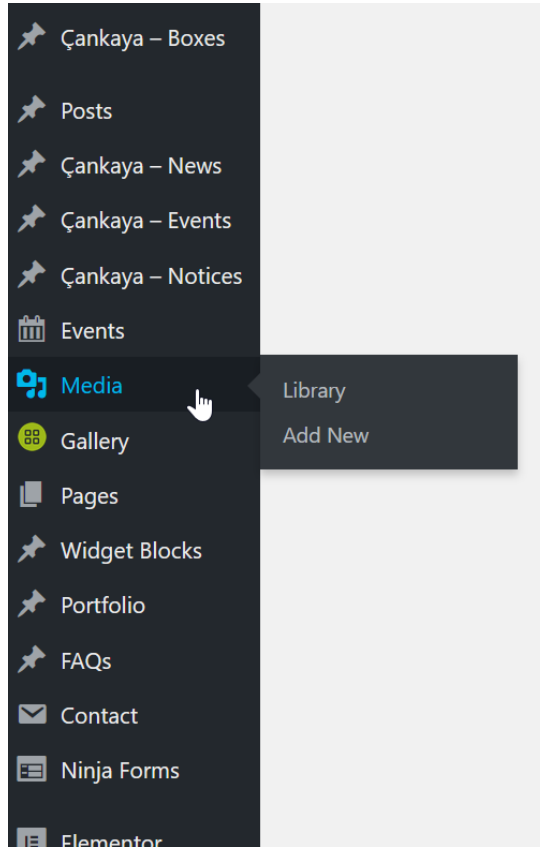 Çankaya – Boxes
Posts
Çankaya – News
Çankaya – Events
Çankaya – Notices
Events
Media
Library
Add New
Gallery
Pages
Widget Blocks
Portfolio
FAQs
Contact
Ninja Forms
Elementor